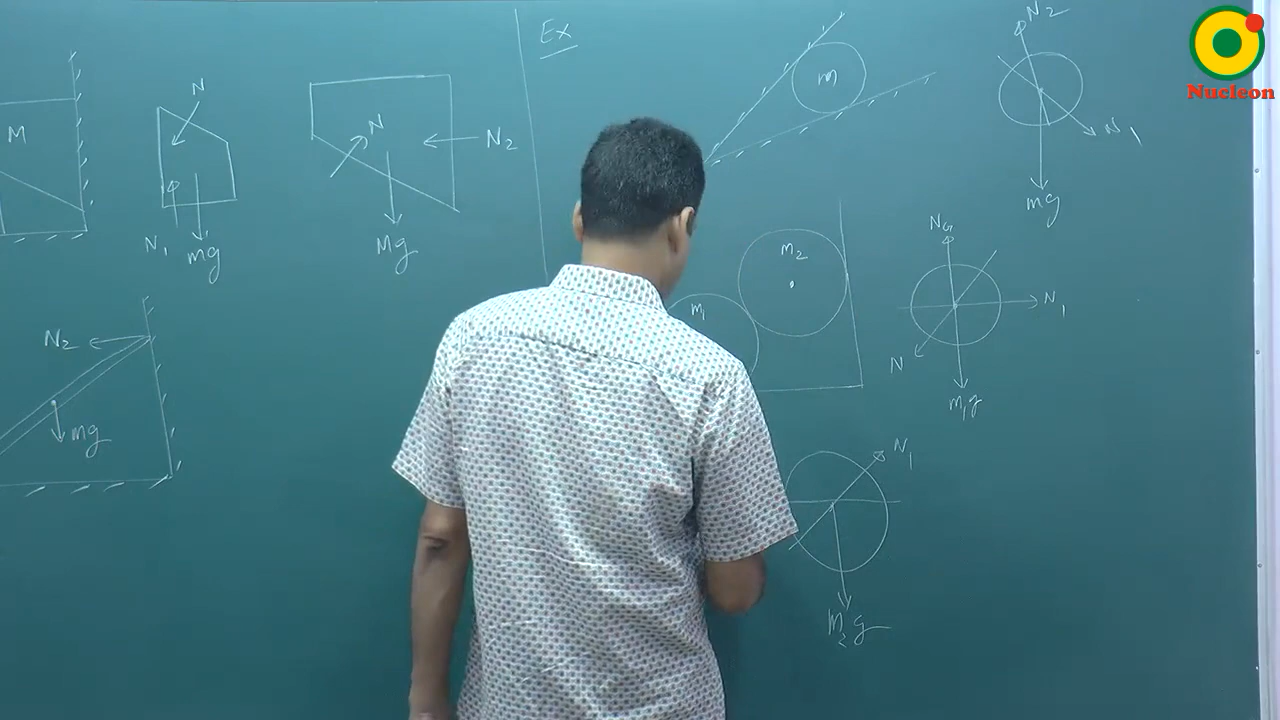 M
N
N₁
mg
N
N₂
Mg
N₂
mg
Ex
m
N₂
N₁
mg
m₁
m₂
N_G
N₁
N
m₁g
N₁
m₂g
Nucleon